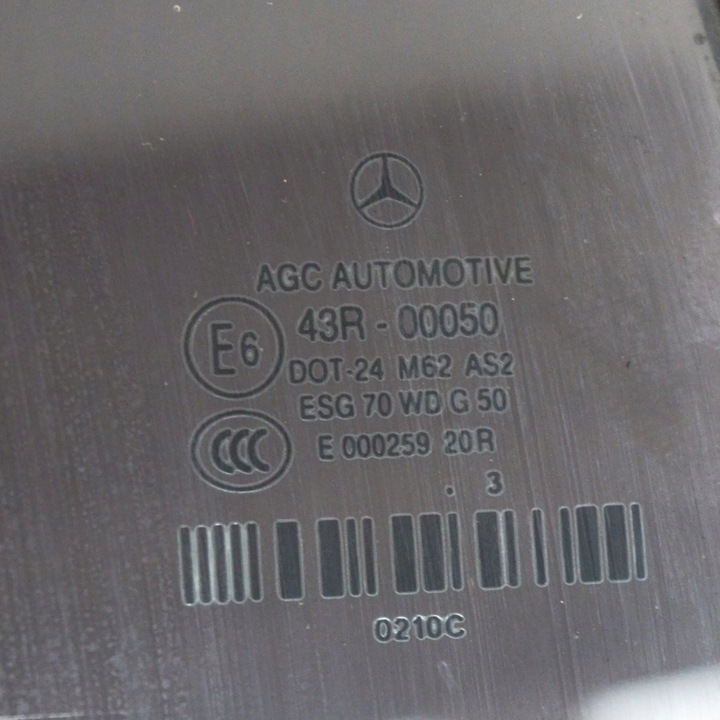 AGC AUTOMOTIVE
E6 43R - 00050
DOT-24 M62 AS2
ESG 70 WD G 50
CCC E 000259 20R
. 3
0210C